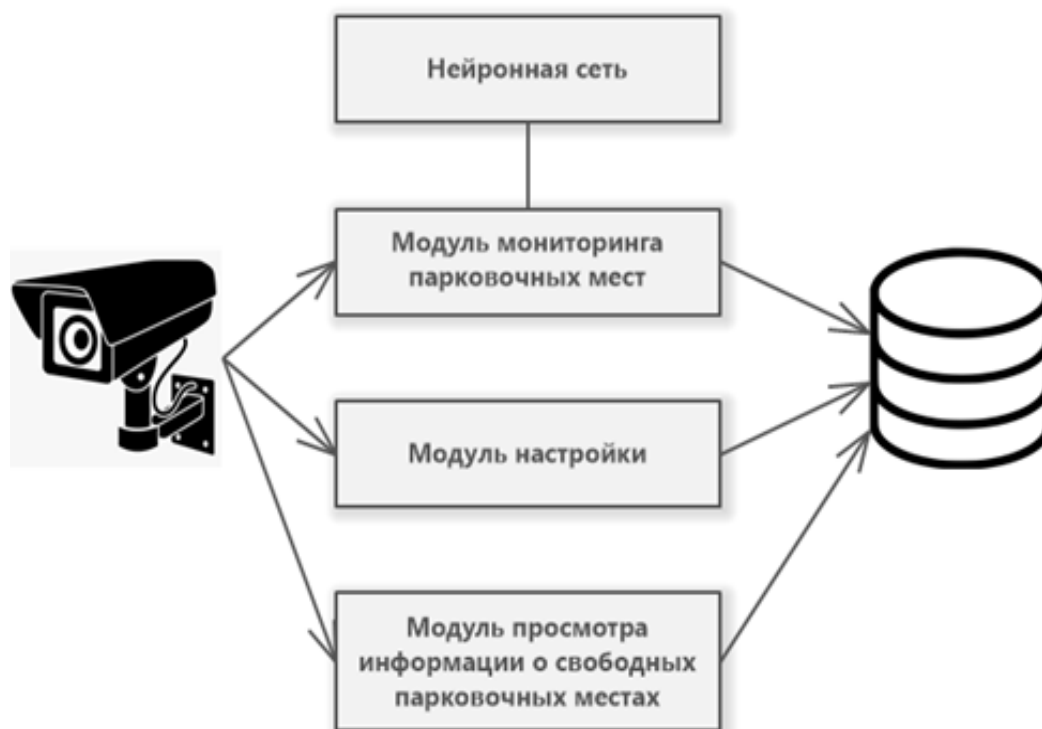 Нейронная сеть
Модуль мониторинга
парковочных мест
Модуль настройки
Модуль просмотра
информации о свободных
парковочных местах